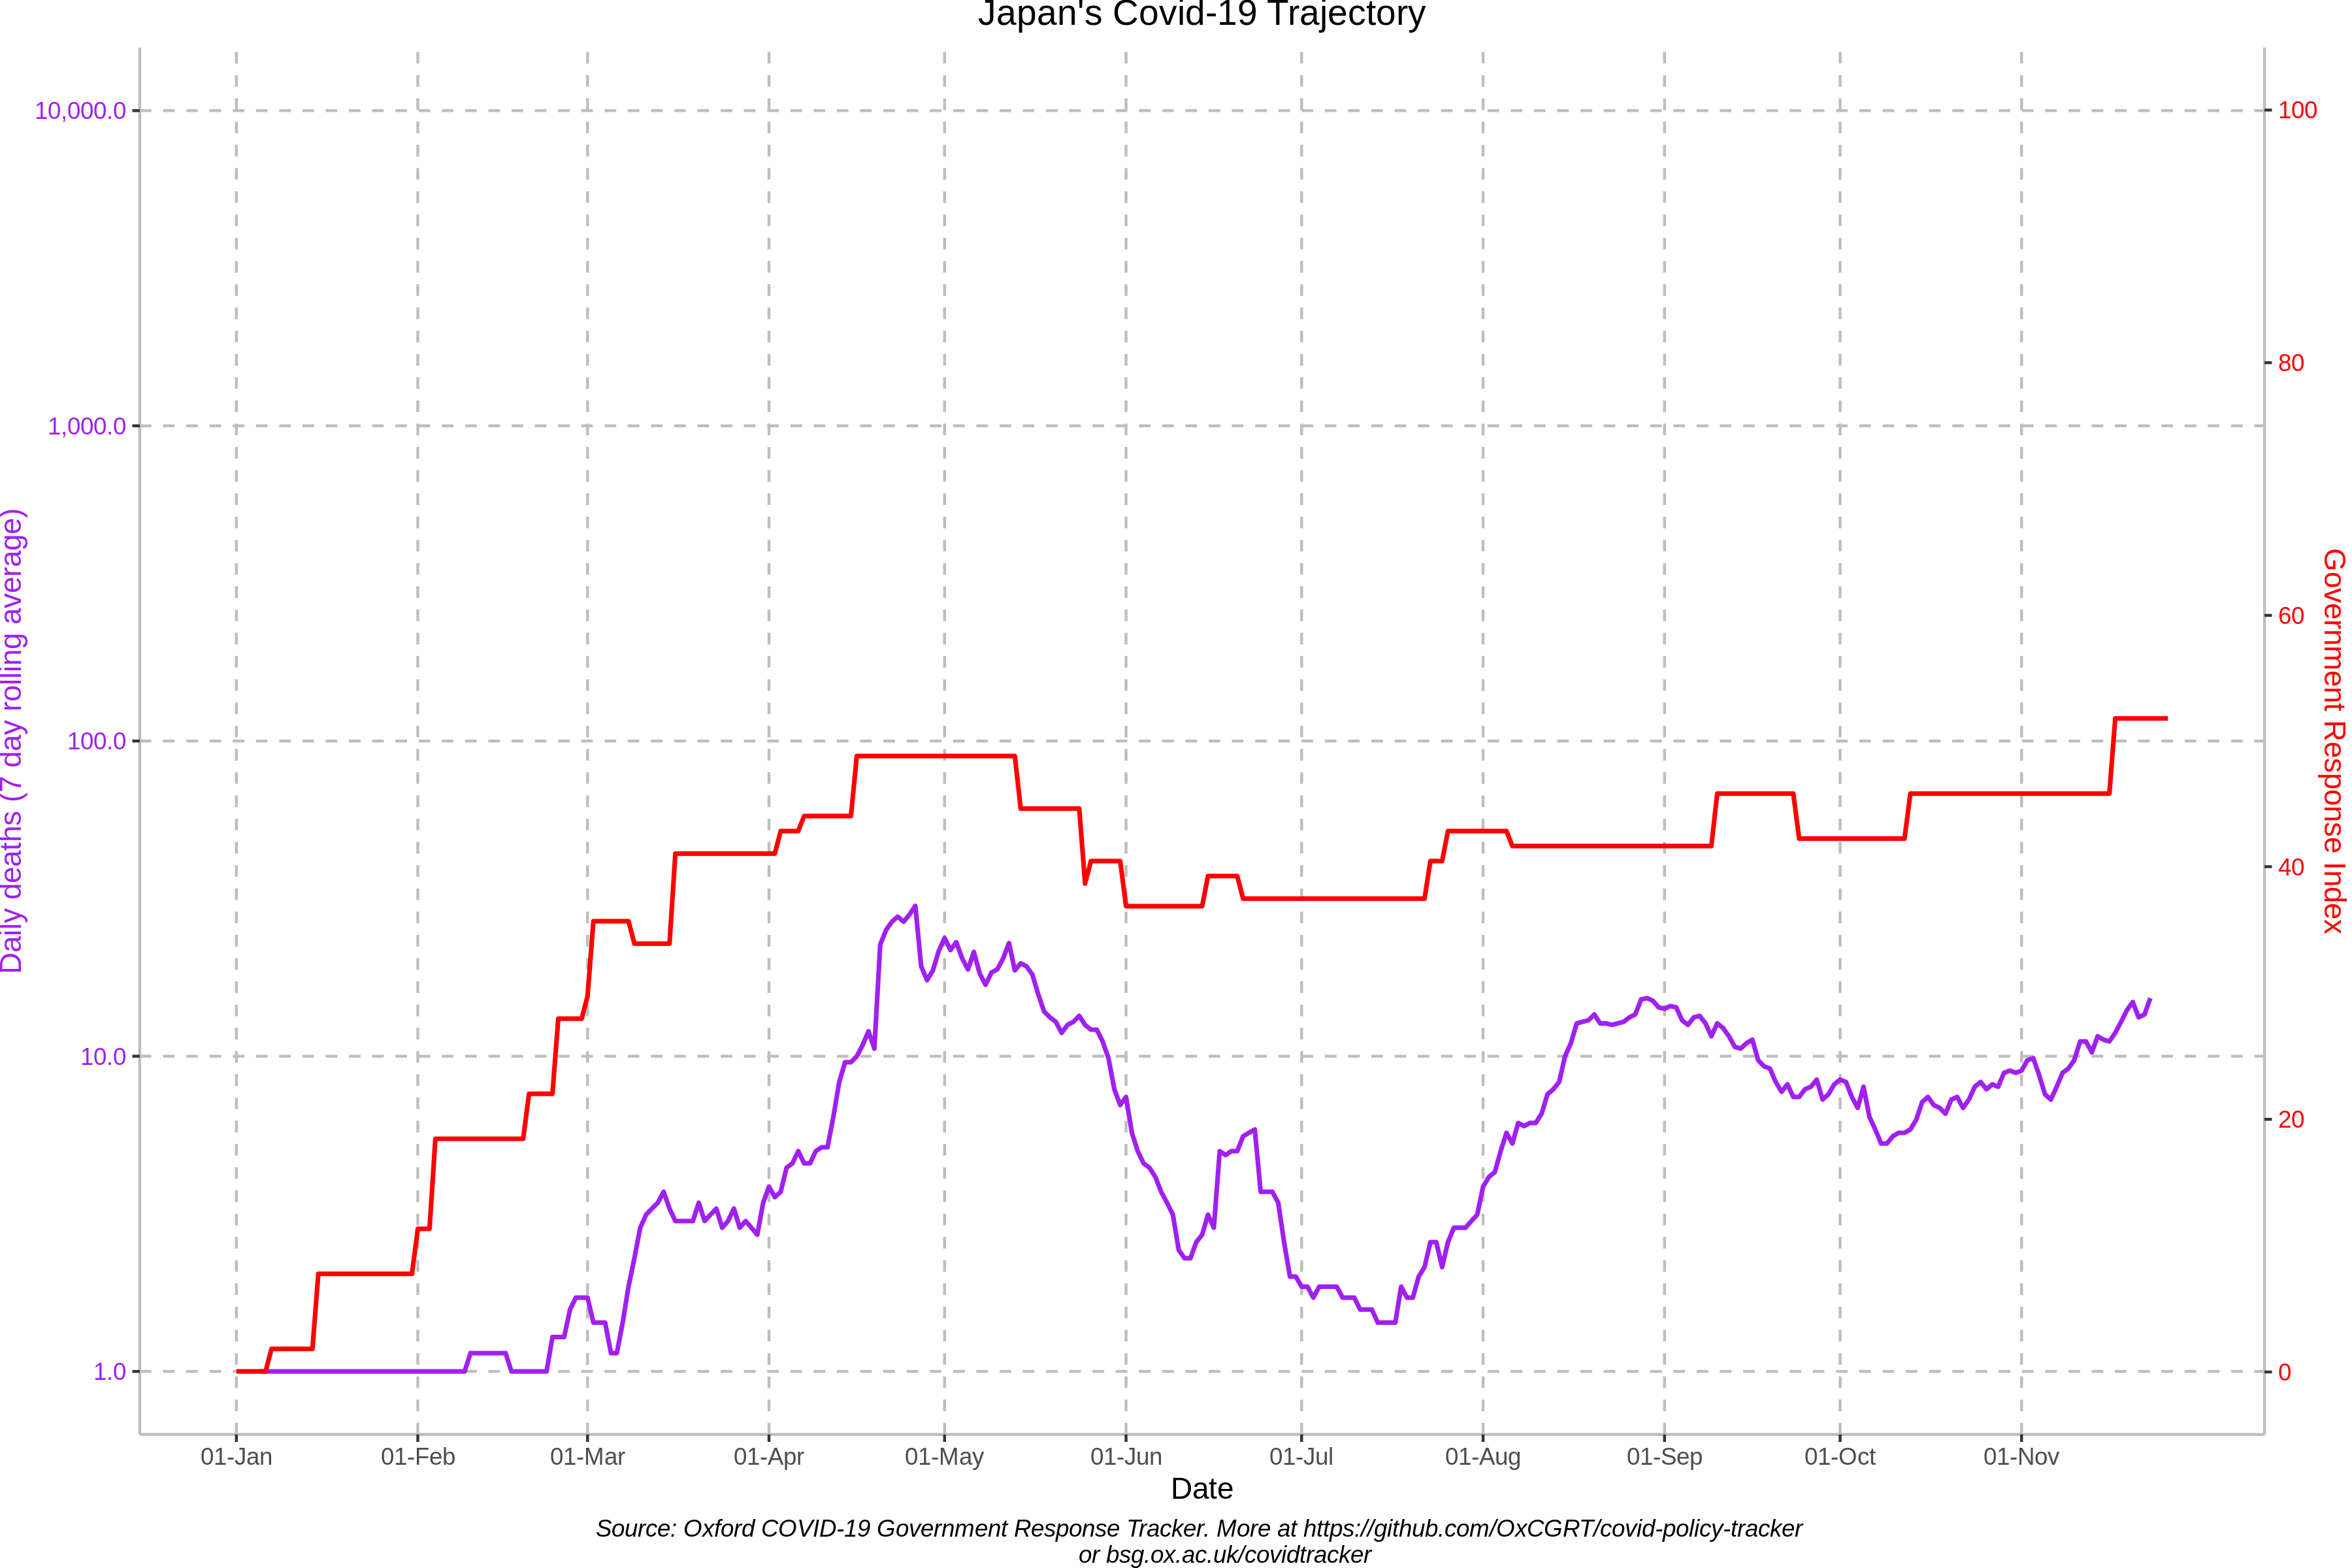 Japan's Covid-19 Trajectory
10,000.0
1,000.0
100.0
10.0
1.0
Daily deaths (7 day rolling average)
100
80
60
40
20
0
Government Response Index
01-Jan
01-Feb
01-Mar
01-Apr
01-May
01-Jun
01-Jul
01-Aug
01-Sep
01-Oct
01-Nov
Date
Source: Oxford COVID-19 Government Response Tracker. More at https://github.com/OxCGRT/covid-policy-tracker
or bsg.ox.ac.uk/covidtracker